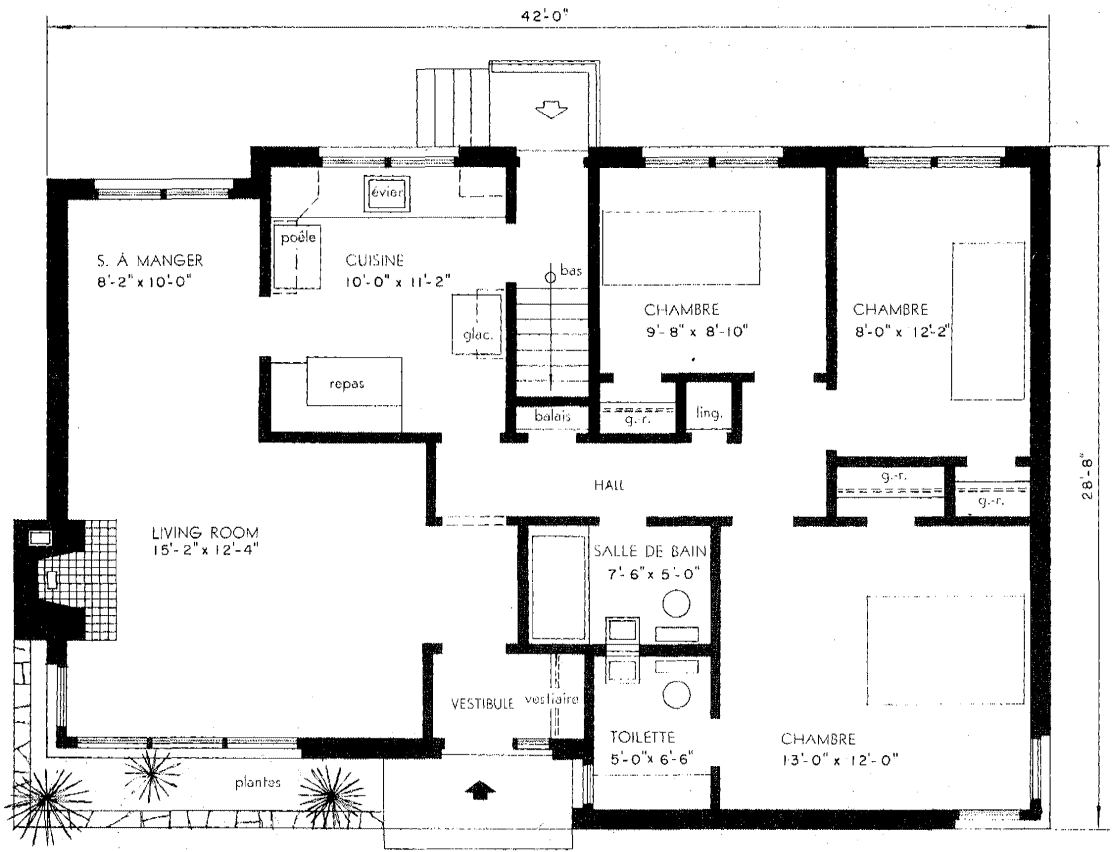 42'-0"
évier
poêle
S. À MANGER
8'-2" x 10'-0"
CUISINE
10'-0" x 11'-2"
bas
CHAMBRE
9'-8" x 8'-10"
CHAMBRE
8'-0" x 12'-2"
glac.
repas
balais
g.-r.
ling.
HALL
g.-r.
g.-r.
28'-8"
LIVING ROOM
15'-2" x 12'-4"
SALLE DE BAIN
7'-6" x 5'-0"
VESTIBULE
vestiaire
TOILETTE
5'-0" x 6'-6"
CHAMBRE
13'-0" x 12'-0"
plantes